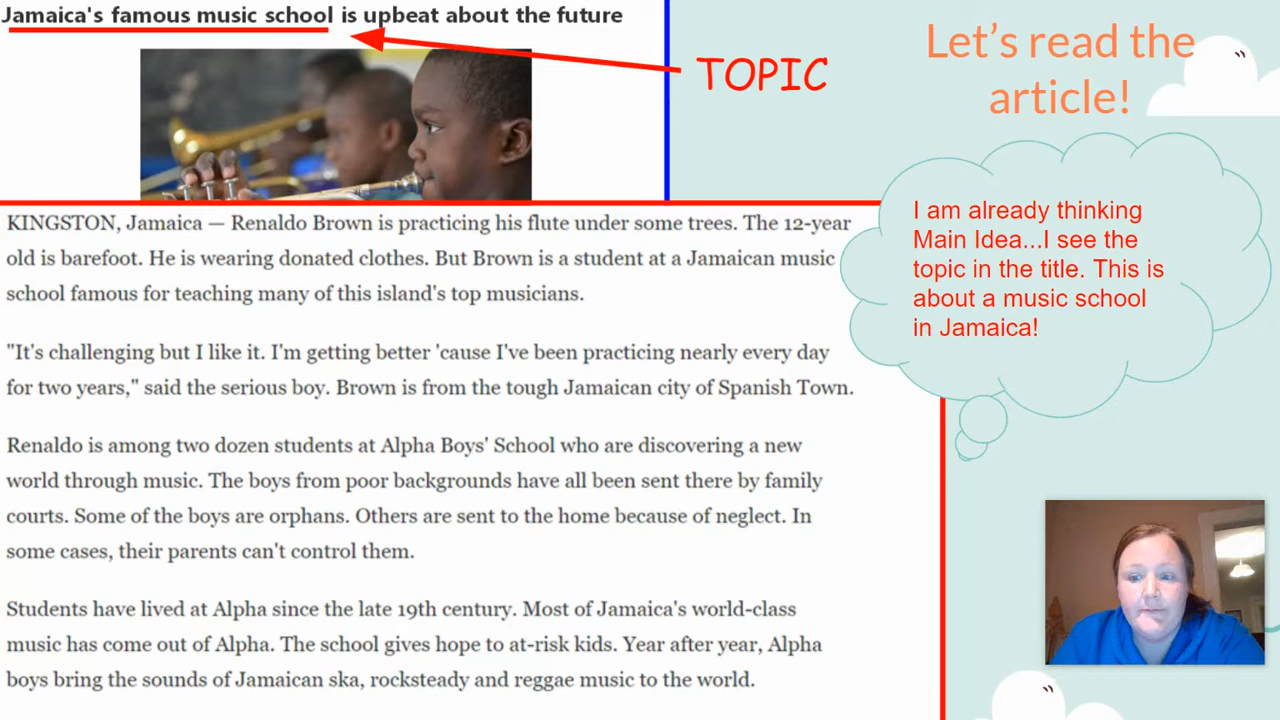 Jamaica's famous music school is upbeat about the future
TOPIC
Let's read the
article!
KINGSTON, Jamaica — Renaldo Brown is practicing his flute under some trees. The 12-year
old is barefoot. He is wearing donated clothes. But Brown is a student at a Jamaican music
school famous for teaching many of this island's top musicians.
"It's challenging but I like it. I'm getting better 'cause I've been practicing nearly every day
for two years," said the serious boy. Brown is from the tough Jamaican city of Spanish Town.
Renaldo is among two dozen students at Alpha Boys' School who are discovering a new
world through music. The boys from poor backgrounds have all been sent there by family
courts. Some of the boys are orphans. Others are sent to the home because of neglect. In
some cases, their parents can't control them.
Students have lived at Alpha since the late 19th century. Most of Jamaica's world-class
music has come out of Alpha. The school gives hope to at-risk kids. Year after year, Alpha
boys bring the sounds of Jamaican ska, rocksteady and reggae music to the world.
I am already thinking
Main Idea...I see the
topic in the title. This is
about a music school
in Jamaica!